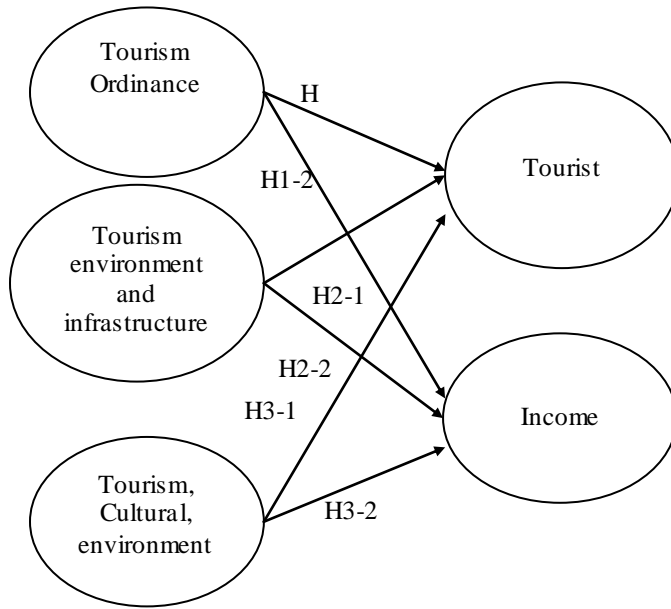 Tourism
Ordinance
H
Tourist
H1-2
Tourism
environment
and
infrastructure
H2-1
H2-2
H3-1
Income
Tourism,
Cultural,
environment
H3-2